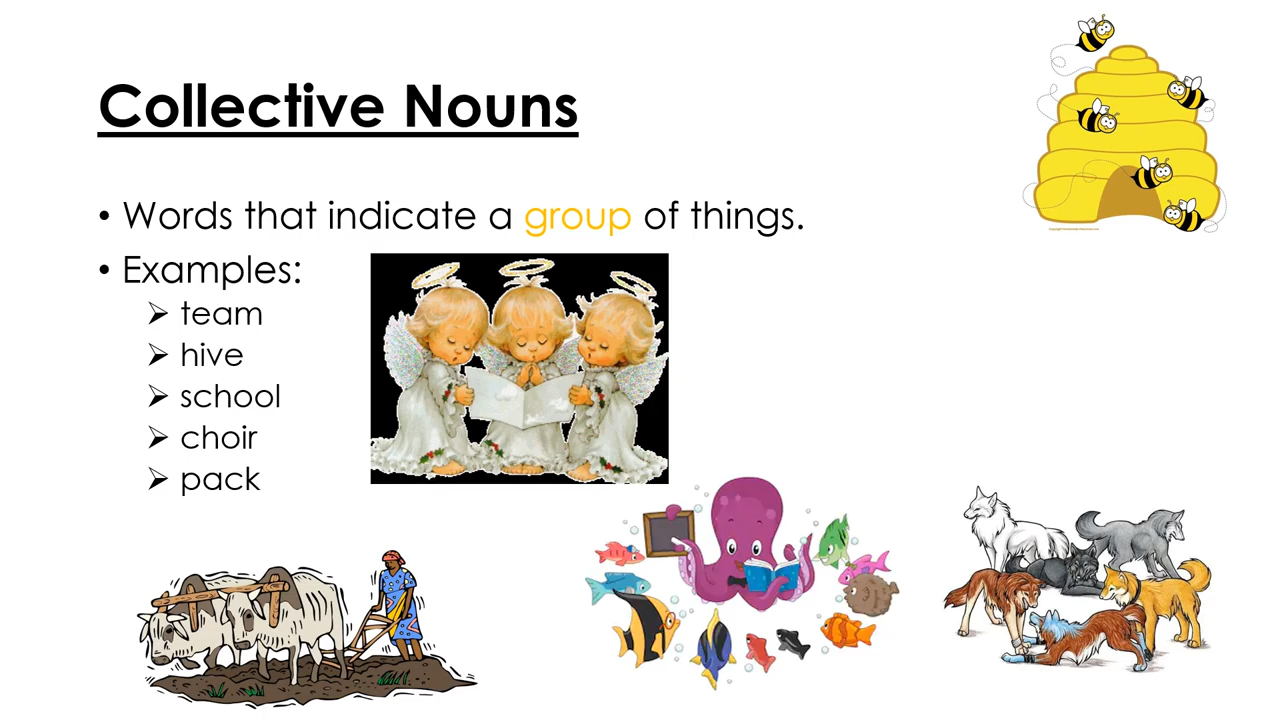 Collective Nouns
• Words that indicate a group of things.
• Examples:
➢ team
➢ hive
➢ school
➢ choir
➢ pack